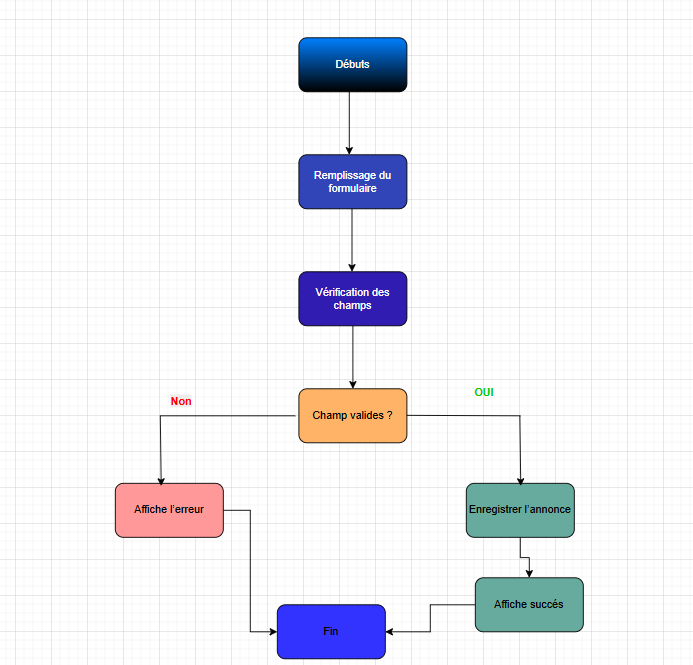 Débuts
Remplissage du
formulaire
Vérification des
champs
Non
OUI
Champ valides ?
Affiche l'erreur
Enregistrer l'annonce
Affiche succés
Fin